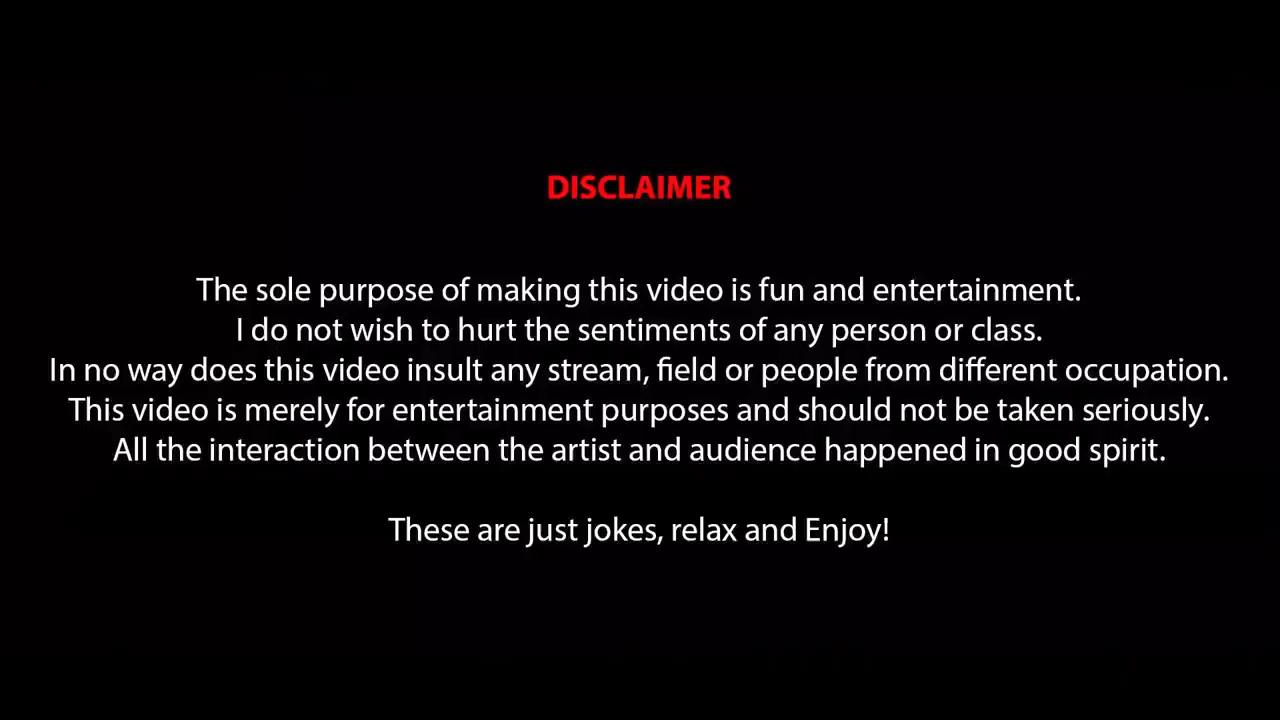 DISCLAIMER
The sole purpose of making this video is fun and entertainment.
I do not wish to hurt the sentiments of any person or class.
In no way does this video insult any stream, field or people from different occupation.
This video is merely for entertainment purposes and should not be taken seriously.
All the interaction between the artist and audience happened in good spirit.
These are just jokes, relax and Enjoy!